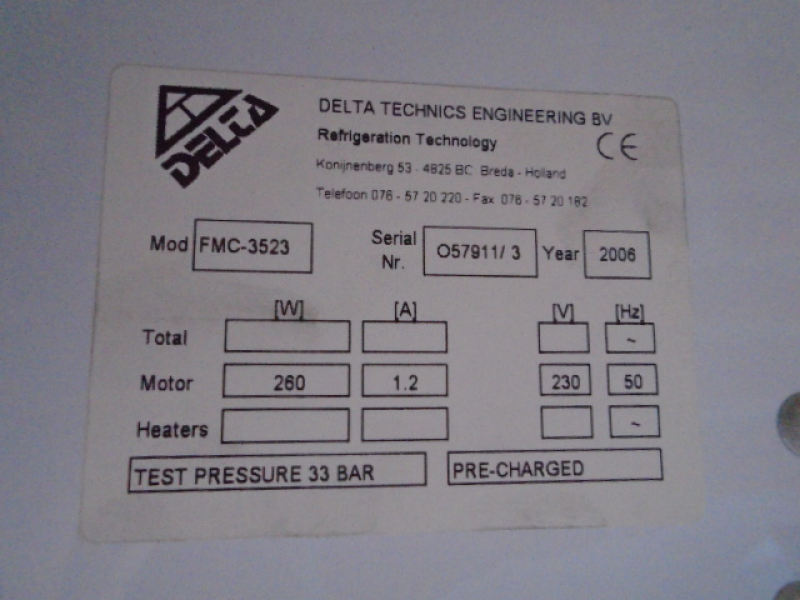 DELTA
DELTA TECHNICS ENGINEERING BV
Refrigeration Technology
CE
Konijnenberg 53 - 4825 BC Breda - Holland
Telefoon 076 - 57 20 220 - Fax 076 - 57 20 182
Mod FMC-3523 Serial Nr. O57911/ 3 Year 2006
[W] [A] [V] [Hz]
Total ~
Motor 260 1.2 230 50
Heaters ~
TEST PRESSURE 33 BAR PRE-CHARGED